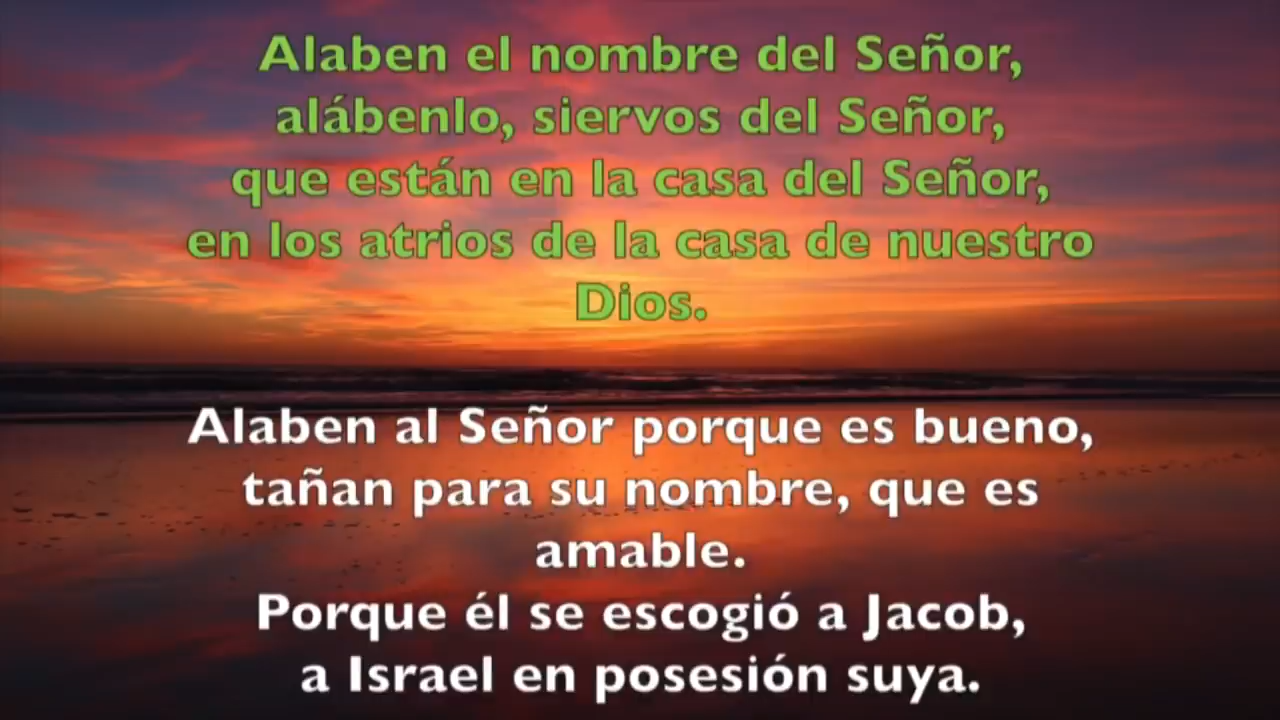 Alaben el nombre del Señor,
alábenlo, siervos del Señor,
que están en la casa del Señor,
en los atrios de la casa de nuestro
Dios.
Alaben al Señor porque es bueno,
tañan para su nombre, que es
amable.
Porque él se escogió a Jacob,
a Israel en posesión suya.